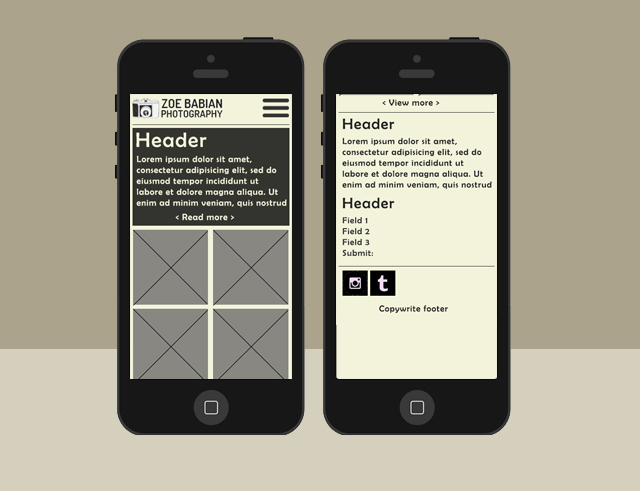 ZOE BABIAN
PHOTOGRAPHY
Header
Lorem ipsum dolor sit amet,
consectetur adipisicing elit, sed do
eiusmod tempor incididunt ut
labore et dolore magna aliqua. Ut
enim ad minim veniam, quis nostrud
< Read more >
< View more >
Header
Lorem ipsum dolor sit amet,
consectetur adipisicing elit, sed do
eiusmod tempor incididunt ut
labore et dolore magna aliqua. Ut
enim ad minim veniam, quis nostrud
Header
Field 1
Field 2
Field 3
Submit:
t
Copywrite footer